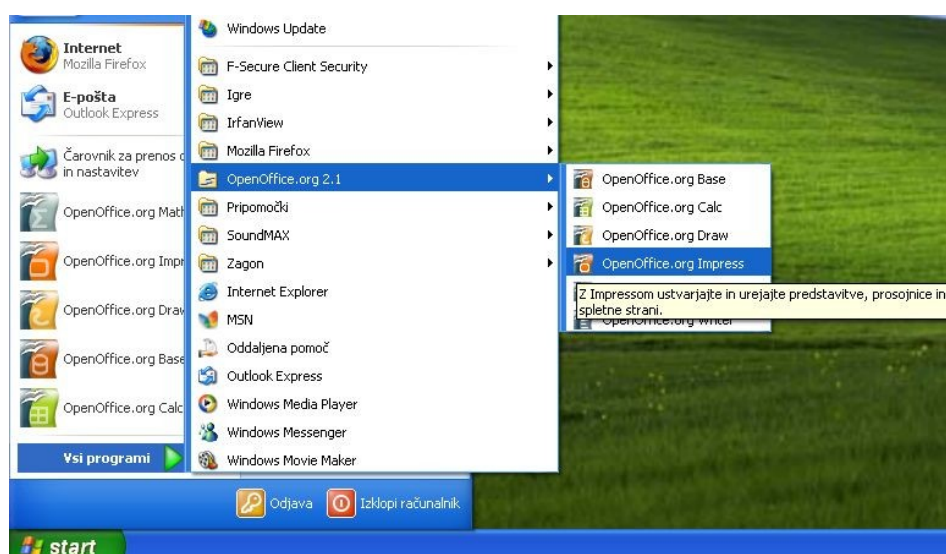 Internet
Mozilla Firefox
E-pošta
Outlook Express
Čarovnik za prenos
in nastavitev
OpenOffice.org Math
OpenOffice.org Impr
OpenOffice.org Draw
OpenOffice.org Base
OpenOffice.org Calc
Vsi programi
Windows Update
F-Secure Client Security
Igre
IrfanView
Mozilla Firefox
OpenOffice.org 2.1
Pripomočki
SoundMAX
Zagon
Internet Explorer
MSN
Oddaljena pomoč
Outlook Express
Windows Media Player
Windows Messenger
Windows Movie Maker
OpenOffice.org Base
OpenOffice.org Calc
OpenOffice.org Draw
OpenOffice.org Impress
Z Impressom ustvarjajte in urejajte predstavitve, prosojnice in
spletne strani.
OpenOffice.org Writer
Odjava
Izklopi računalnik
start